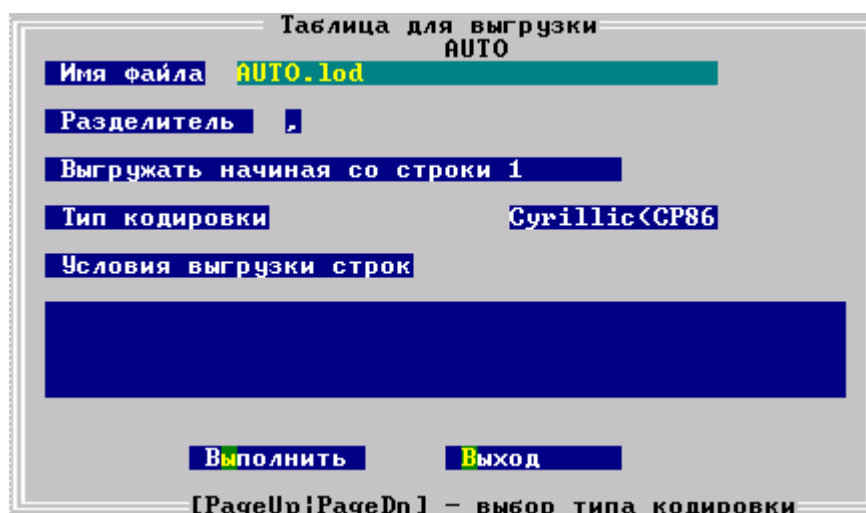 Таблица для выгрузки
AUTO
Имя файла AUTO.lod
Разделитель ,
Выгружать начиная со строки 1
Тип кодировки Cyrillic(CP86
Условия выгрузки строк
Выполнить Выход
[PageUp¦PageDn] – выбор типа кодировки